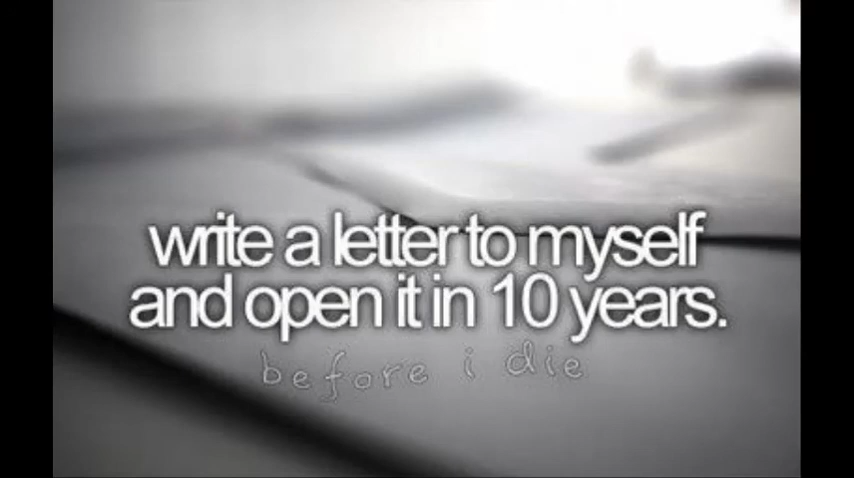 write a letter to myself
and open it in 10 years.
before i die